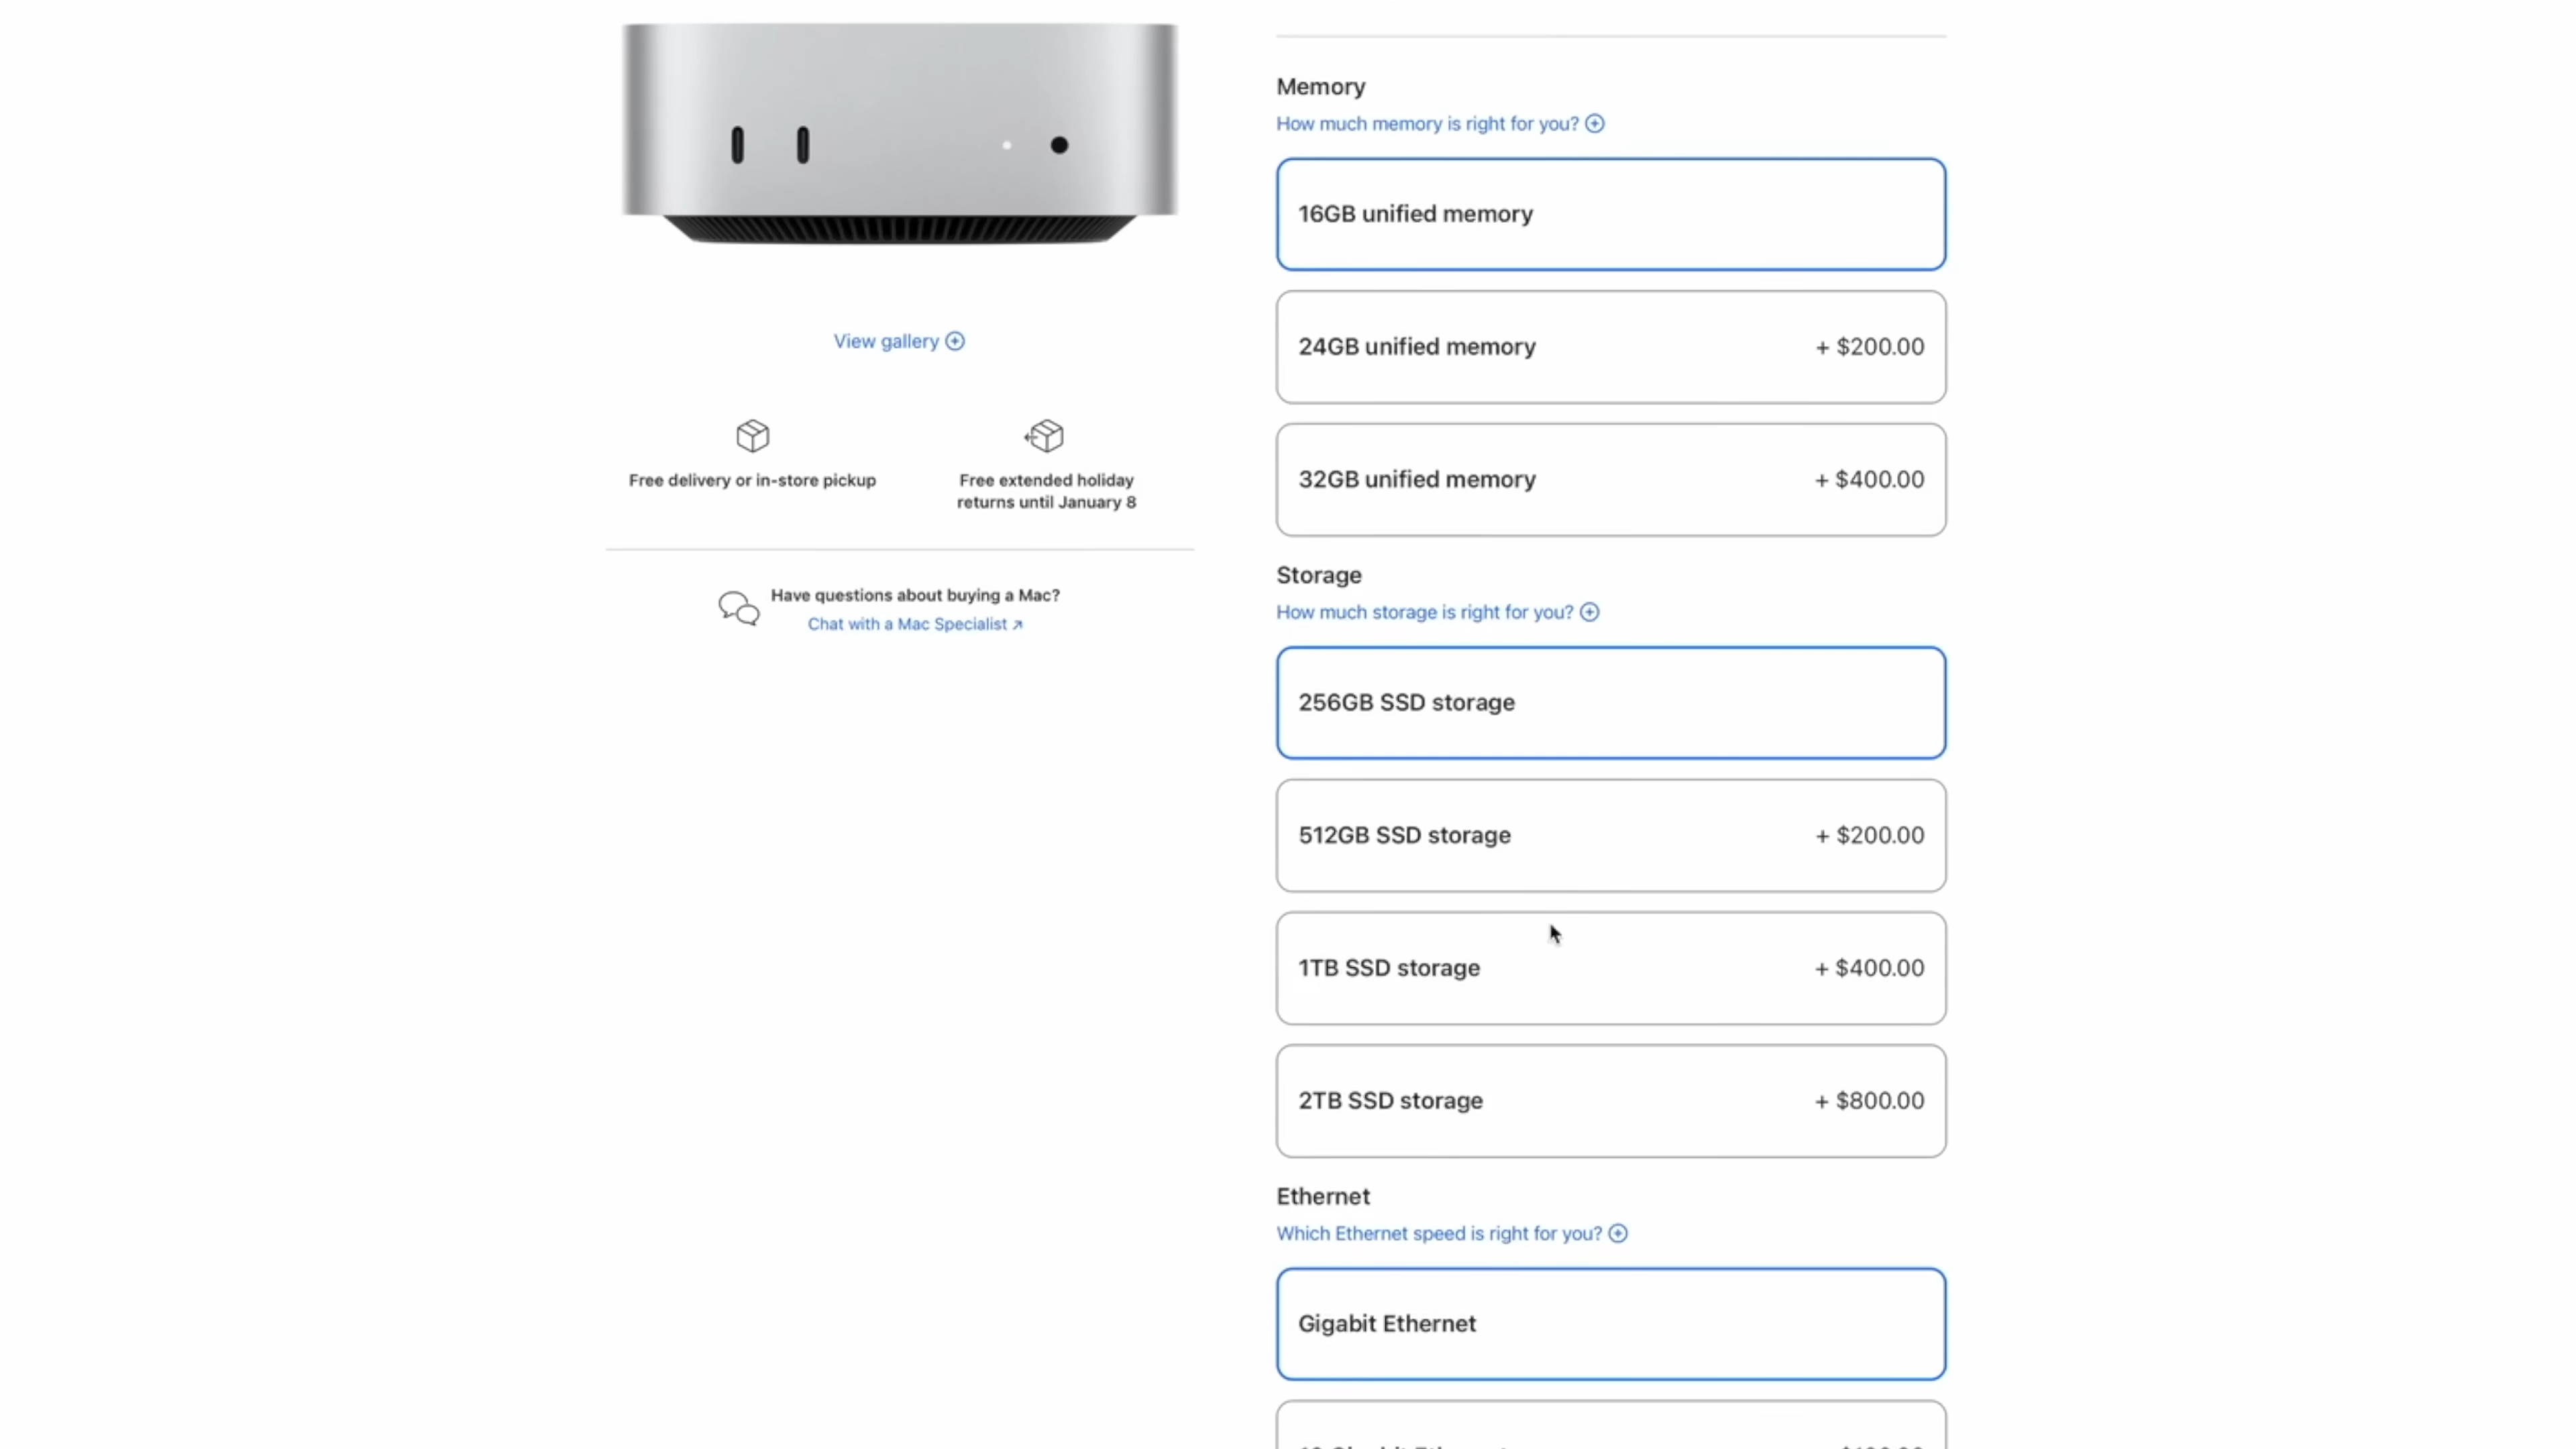 View gallery
Free delivery or in-store pickup
Free extended holiday
returns until January 8
Have questions about buying a Mac?
Chat with a Mac Specialist ↗
Memory
How much memory is right for you?
16GB unified memory
24GB unified memory + $200.00
32GB unified memory + $400.00
Storage
How much storage is right for you?
256GB SSD storage
512GB SSD storage + $200.00
1TB SSD storage + $400.00
2TB SSD storage + $800.00
Ethernet
Which Ethernet speed is right for you?
Gigabit Ethernet